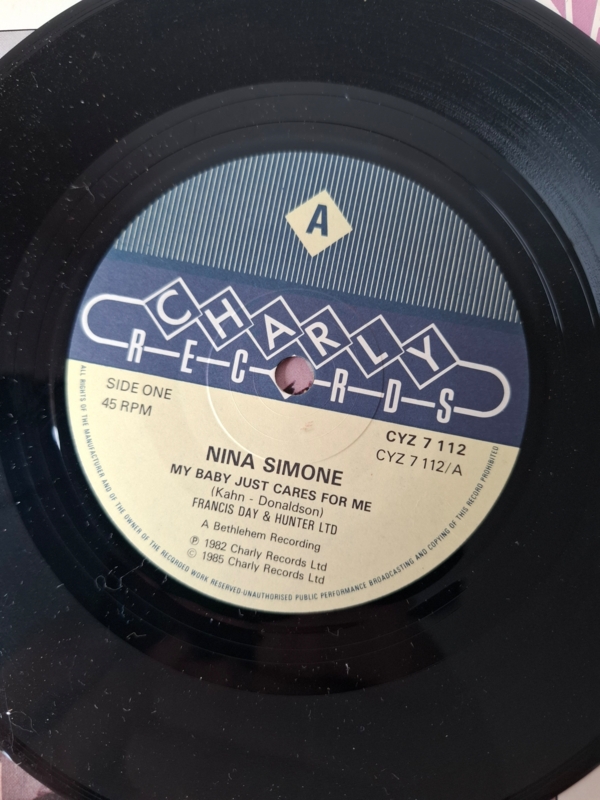 A
CHARLY
RECORDS
SIDE ONE
45 RPM
CYZ 7 112
CYZ 7 112/A
NINA SIMONE
MY BABY JUST CARES FOR ME
(Kahn - Donaldson)
FRANCIS DAY & HUNTER LTD
A Bethlehem Recording
℗ 1982 Charly Records Ltd
© 1985 Charly Records Ltd
ALL RIGHTS OF THE MANUFACTURER AND OF THE OWNER OF THE RECORDED WORK RESERVED·UNAUTHORISED PUBLIC PERFORMANCE BROADCASTING AND COPYING OF THIS RECORD PROHIBITED